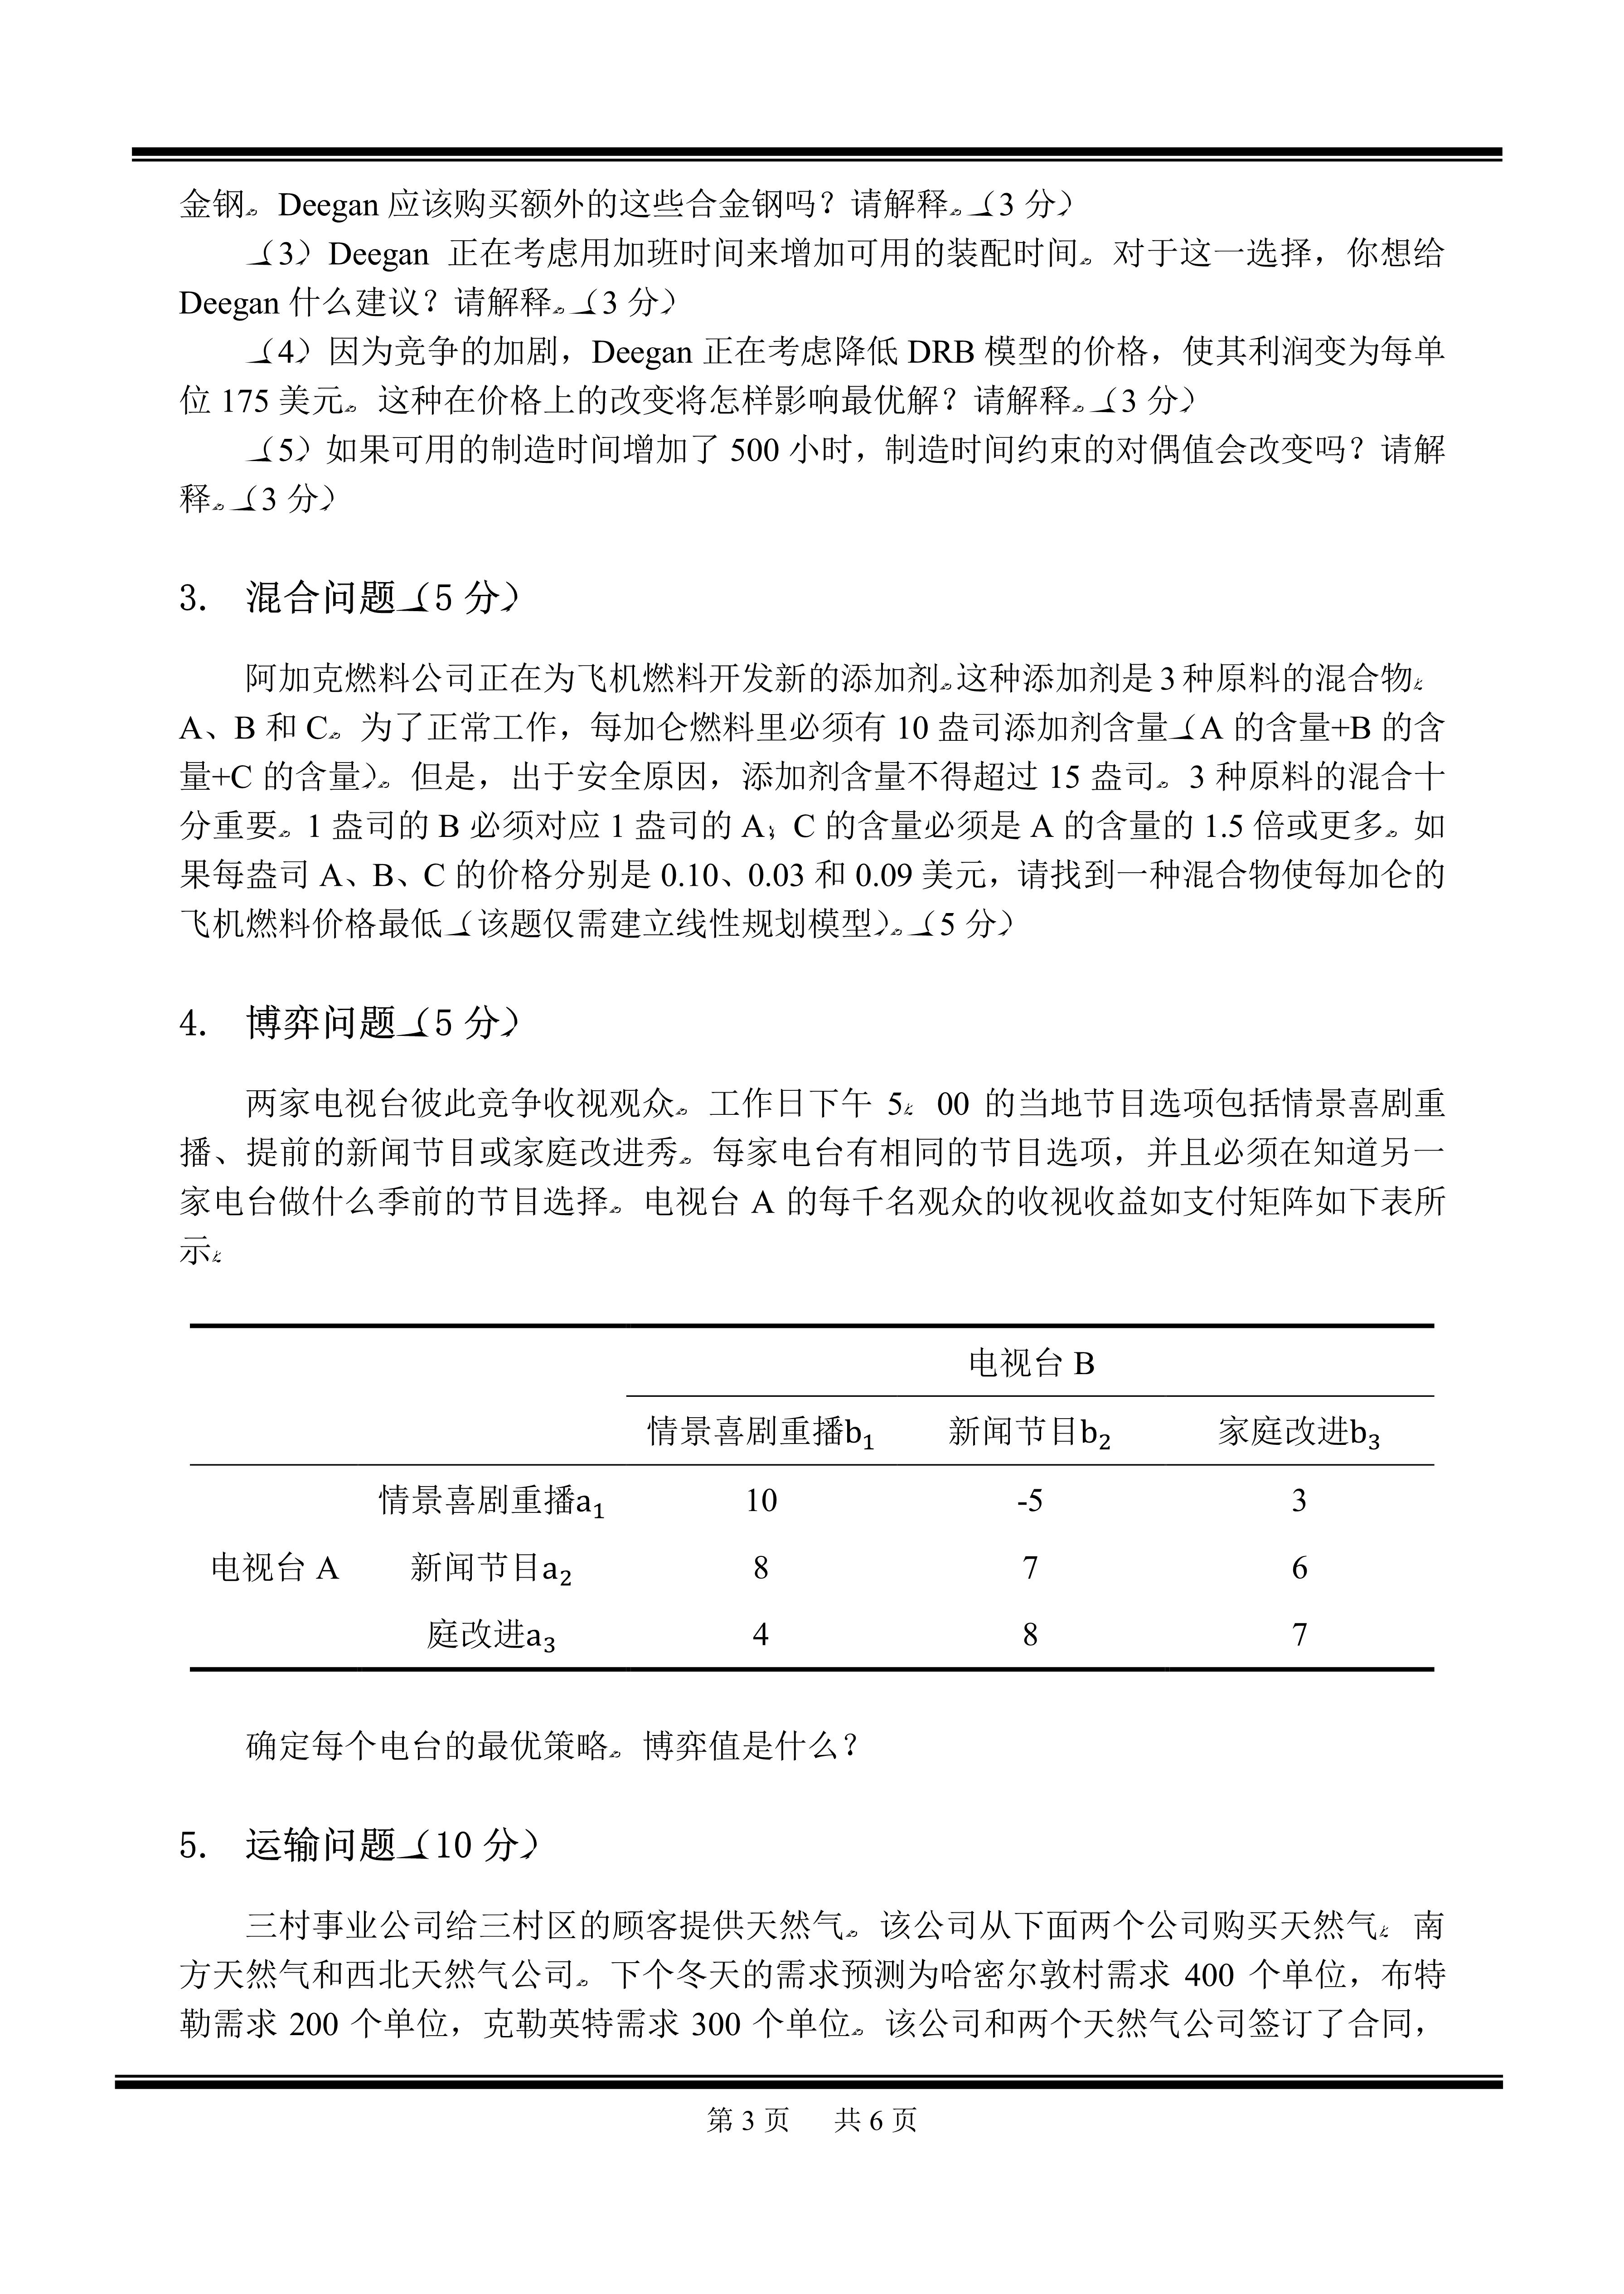 金钢。Deegan 应该购买额外的这些合金钢吗？请解释。（3 分）
（3）Deegan 正在考虑用加班时间来增加可用的装配时间。对于这一选择，你想给
Deegan 什么建议？请解释。（3 分）
（4）因为竞争的加剧，Deegan 正在考虑降低 DRB 模型的价格，使其利润变为每单
位 175 美元。这种在价格上的改变将怎样影响最优解？请解释。（3 分）
（5）如果可用的制造时间增加了 500 小时，制造时间约束的对偶值会改变吗？请解
释。（3 分）
3. 混合问题（5 分）
阿加克燃料公司正在为飞机燃料开发新的添加剂。这种添加剂是 3 种原料的混合物：
A、B 和 C。为了正常工作，每加仑燃料里必须有 10 盎司添加剂含量（A 的含量+B 的含
量+C 的含量）。但是，出于安全原因，添加剂含量不得超过 15 盎司。3 种原料的混合十
分重要。1 盎司的 B 必须对应 1 盎司的 A；C 的含量必须是 A 的含量的 1.5 倍或更多。如
果每盎司 A、B、C 的价格分别是 0.10、0.03 和 0.09 美元，请找到一种混合物使每加仑的
飞机燃料价格最低（该题仅需建立线性规划模型）。（5 分）
4. 博弈问题（5 分）
两家电视台彼此竞争收视观众。工作日下午 5：00 的当地节目选项包括情景喜剧重
播、提前的新闻节目或家庭改进秀。每家电台有相同的节目选项，并且必须在知道另一
家电台做什么季前的节目选择。电视台 A 的每千名观众的收视收益如支付矩阵如下表所
示：
电视台 B
情景喜剧重播b₁ 新闻节目b₂ 家庭改进b₃
情景喜剧重播a₁ 10 -5 3
电视台 A 新闻节目a₂ 8 7 6
庭改进a₃ 4 8 7
确定每个电台的最优策略。博弈值是什么？
5. 运输问题（10 分）
三村事业公司给三村区的顾客提供天然气。该公司从下面两个公司购买天然气：南
方天然气和西北天然气公司。下个冬天的需求预测为哈密尔敦村需求 400 个单位，布特
勒需求 200 个单位，克勒英特需求 300 个单位。该公司和两个天然气公司签订了合同，
第 3 页 共 6 页